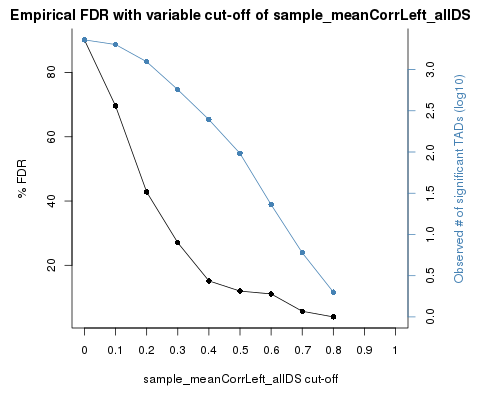 Empirical FDR with variable cut-off of sample_meanCorrLeft_allDS
% FDR
20
40
60
80
0.0
0.5
1.0
1.5
2.0
2.5
3.0
Observed # of significant TADs (log10)
0 0.1 0.2 0.3 0.4 0.5 0.6 0.7 0.8 0.9 1
sample_meanCorrLeft_allDS cut-off